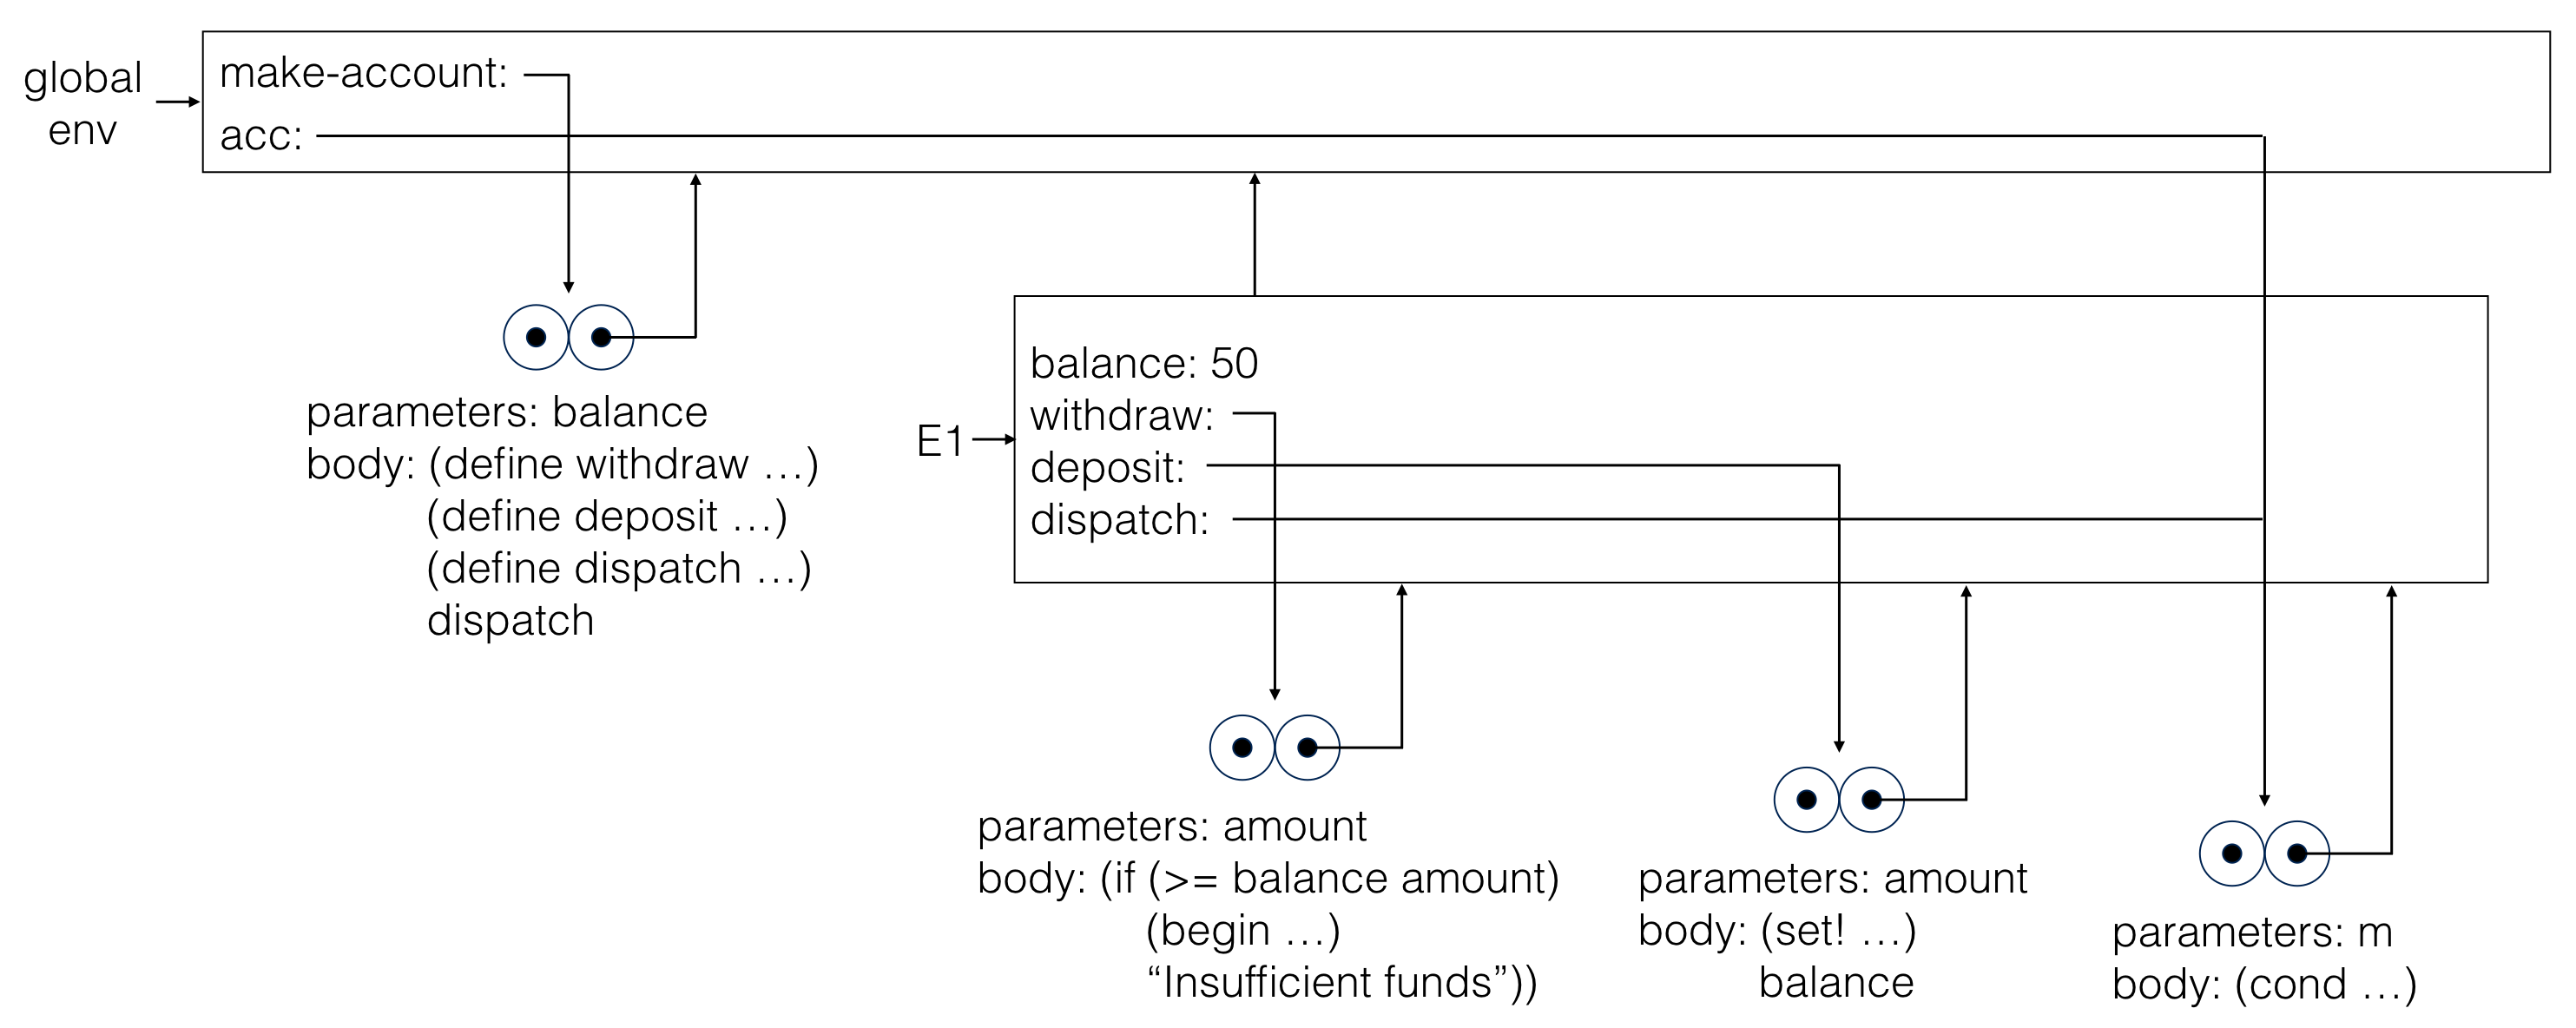 global
env
make-account:
acc:
parameters: balance
body: (define withdraw …)
(define deposit …)
(define dispatch …)
dispatch
E1
balance: 50
withdraw:
deposit:
dispatch:
parameters: amount
body: (if (>= balance amount)
(begin …)
“Insufficient funds”))
parameters: amount
body: (set! …)
balance
parameters: m
body: (cond …)